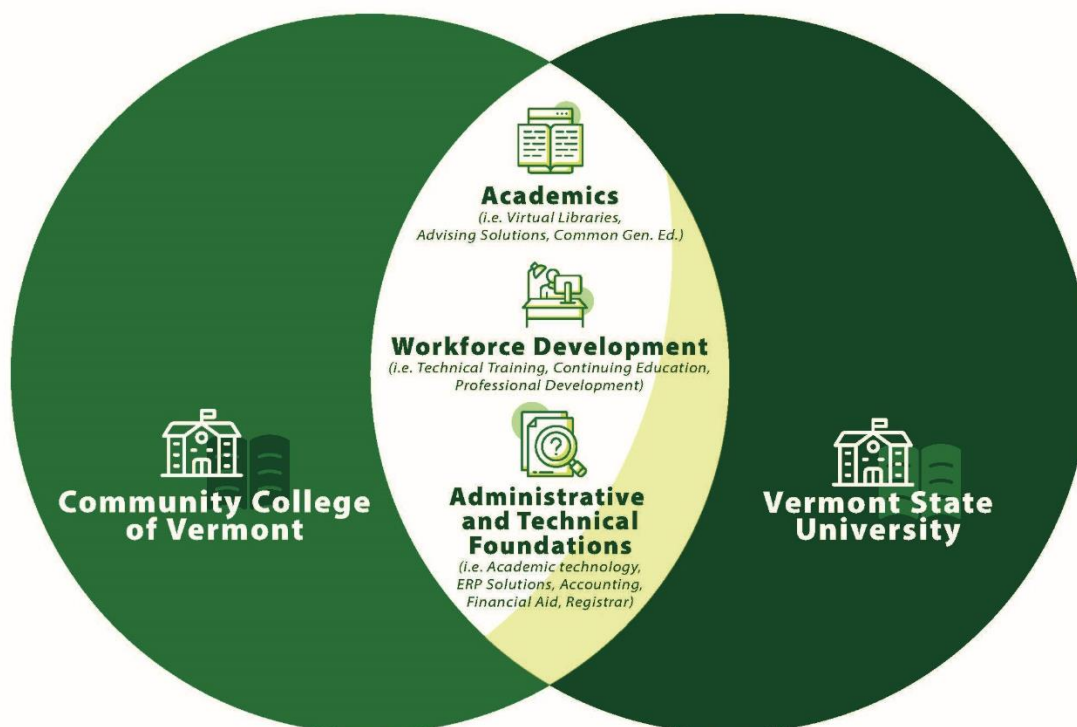 Academics
(i.e. Virtual Libraries,
Advising Solutions, Common Gen. Ed.)
Workforce Development
(i.e. Technical Training, Continuing Education,
Professional Development)
?
Administrative
and Technical
Foundations
(i.e. Academic technology,
ERP Solutions, Accounting,
Financial Aid, Registrar)
Community College
of Vermont
Vermont State
University